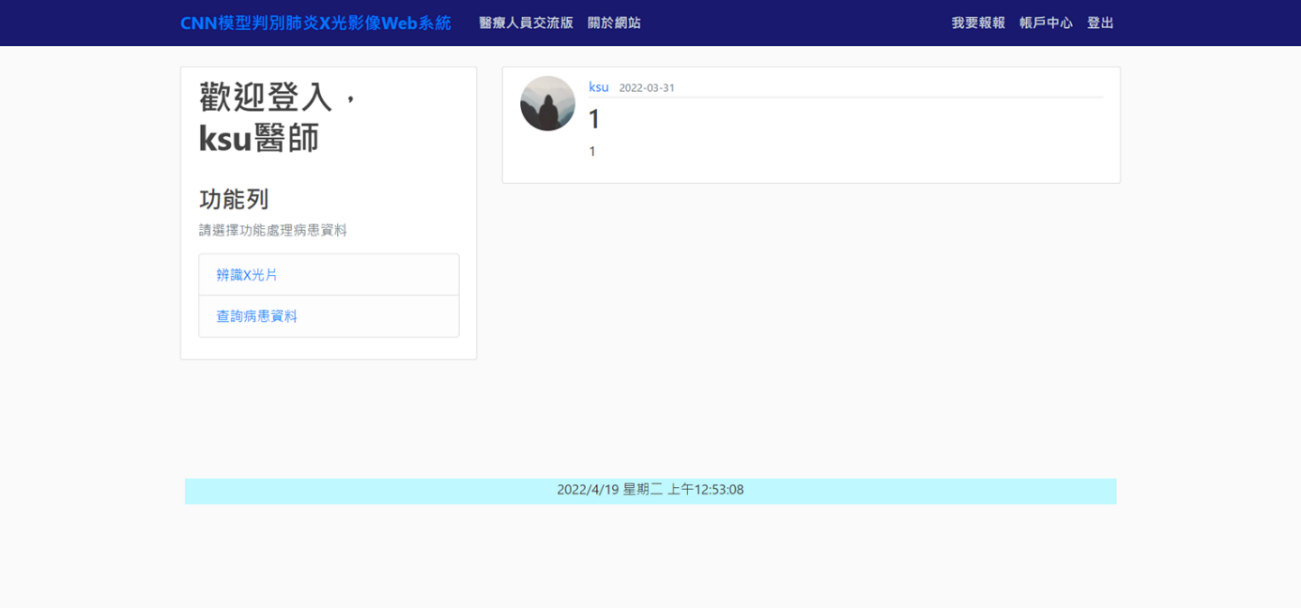 CNN模型判別肺炎X光影像Web系統
醫療人員交流版
關於網站
我要報報
帳戶中心
登出
歡迎登入，
ksu醫師
功能列
請選擇功能處理病患資料
辨識X光片
查詢病患資料
ksu 2022-03-31
1
1
2022/4/19 星期二 上午12:53:08